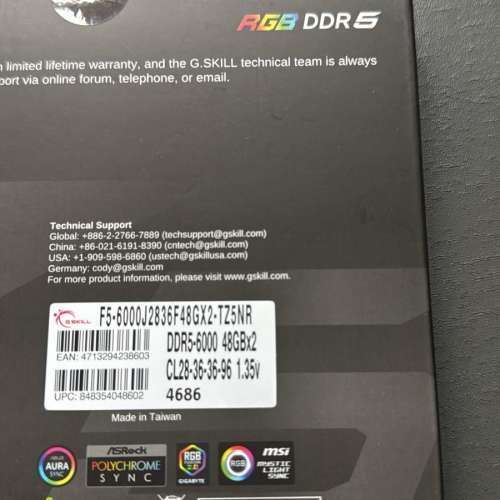 RGB DDR5
n limited lifetime warranty, and the G.SKILL technical team is always
port via online forum, telephone, or email.
Technical Support
Global: +886-2-2766-7889 (techsupport@gskill.com)
China: +86-021-6191-8390 (cntech@gskill.com)
USA: +1-909-598-6860 (ustech@gskillusa.com)
Germany: cody@gskill.com
For more product information, please visit www.gskill.com.
G.SKILL
F5-6000J2836F48GX2-TZ5NR
DDR5-6000 48GBx2
EAN: 4713294238603
CL28-36-36-96 1.35v
UPC: 848354048602
4686
Made in Taiwan
AURA
SYNC
ASRock
POLYCHROME
SYNC
RGB
FUSION
2.0
GIGABYTE
RGB
msi
MYSTIC
LIGHT
SYNC